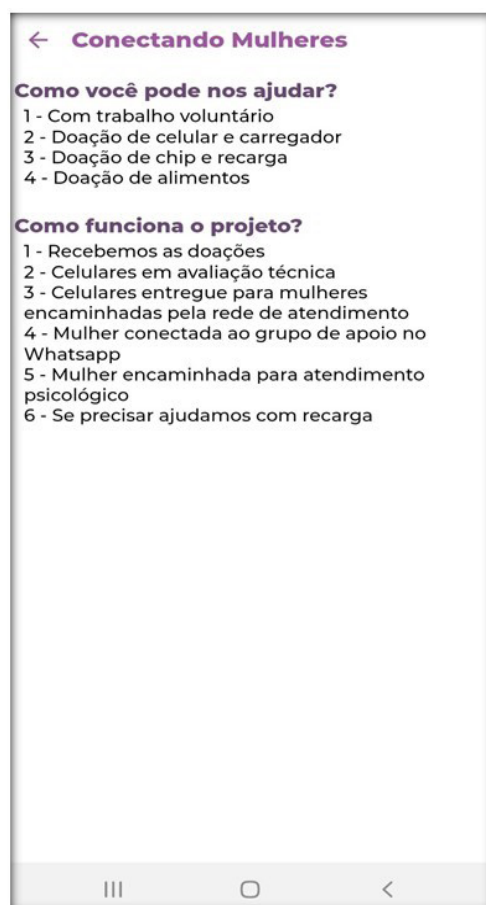 Conectando Mulheres
Como você pode nos ajudar?
1 - Com trabalho voluntário
2 - Doação de celular e carregador
3 - Doação de chip e recarga
4 - Doação de alimentos
Como funciona o projeto?
1 - Recebemos as doações
2 - Celulares em avaliação técnica
3 - Celulares entregue para mulheres
encaminhadas pela rede de atendimento
4 - Mulher conectada ao grupo de apoio no
Whatsapp
5 - Mulher encaminhada para atendimento
psicológico
6 - Se precisar ajudamos com recarga